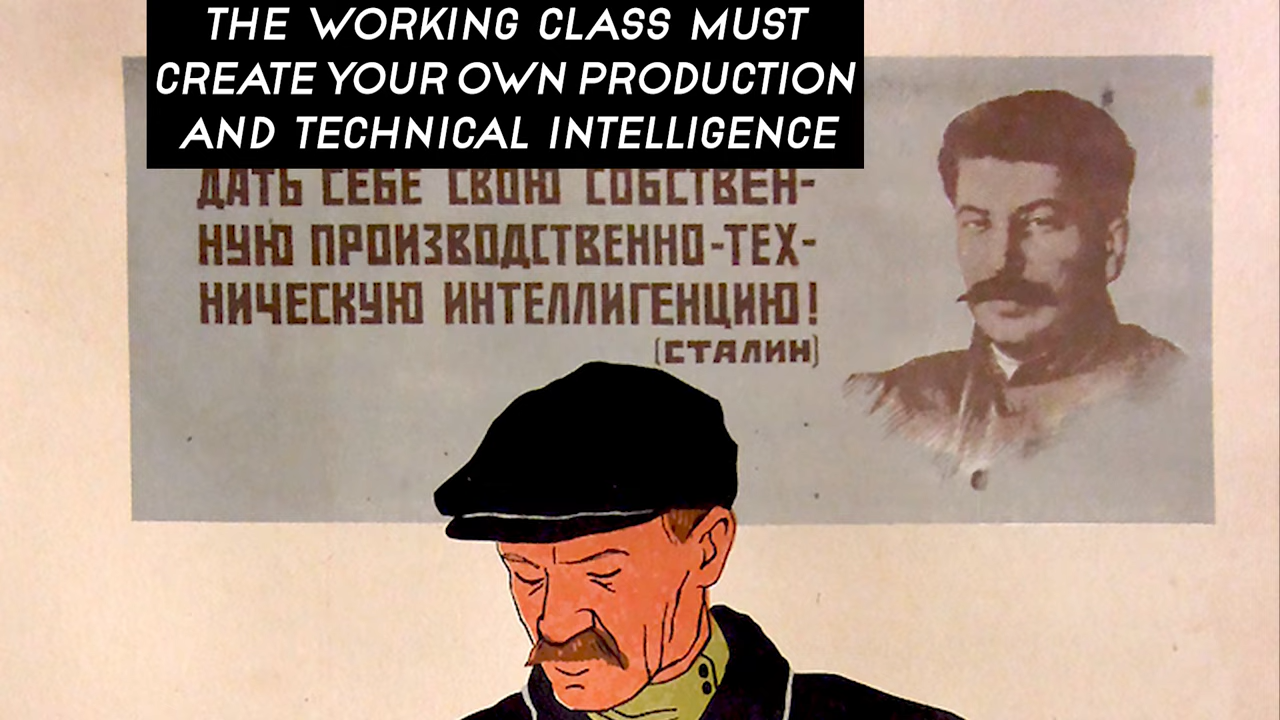 THE WORKING CLASS MUST
CREATE YOUR OWN PRODUCTION
AND TECHNICAL INTELLIGENCE
ДАТЬ СЕБЕ СВОЮ СОБСТВЕН-
НУЮ ПРОИЗВОДСТВЕННО-ТЕХ-
НИЧЕСКУЮ ИНТЕЛЛИГЕНЦИЮ!
(СТАЛИН)